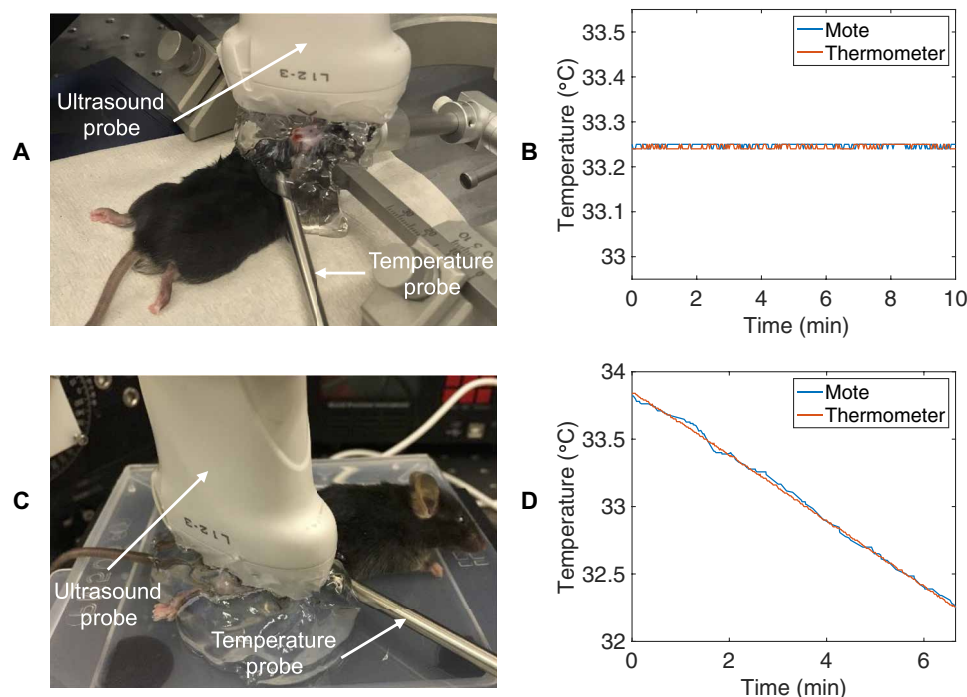 A
Ultrasound
probe
L12-3
Temperature
probe
B
Temperature (°C)
33.5
33.4
33.3
33.2
33.1
33
Mote
Thermometer
0
2
4
6
8
10
Time (min)
C
L12-3
Ultrasound
probe
Temperature
probe
D
Temperature (°C)
34
33.5
33
32.5
32
Mote
Thermometer
0
2
4
6
Time (min)